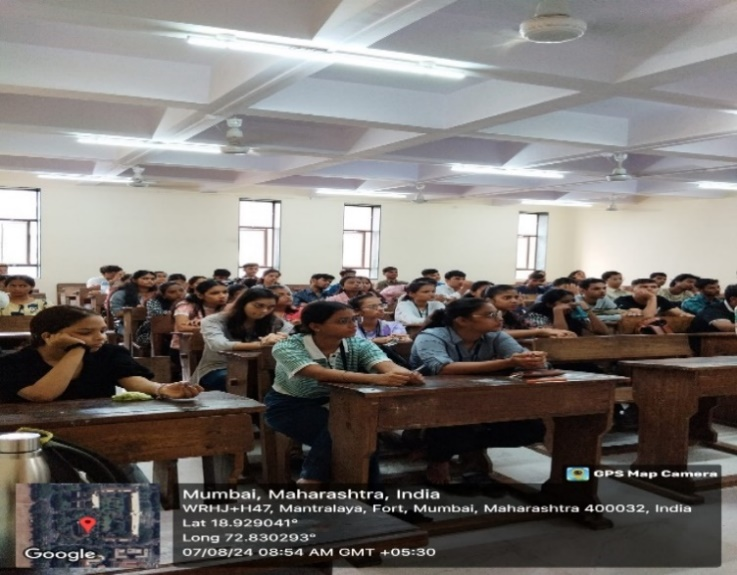 GPS Map Camera
Mumbai, Maharashtra, India
WRHJ+H47, Mantralaya, Fort, Mumbai, Maharashtra 400032, India
Lat 18.929041°
Long 72.830293°
07/08/24 08:54 AM GMT +05:30
Google